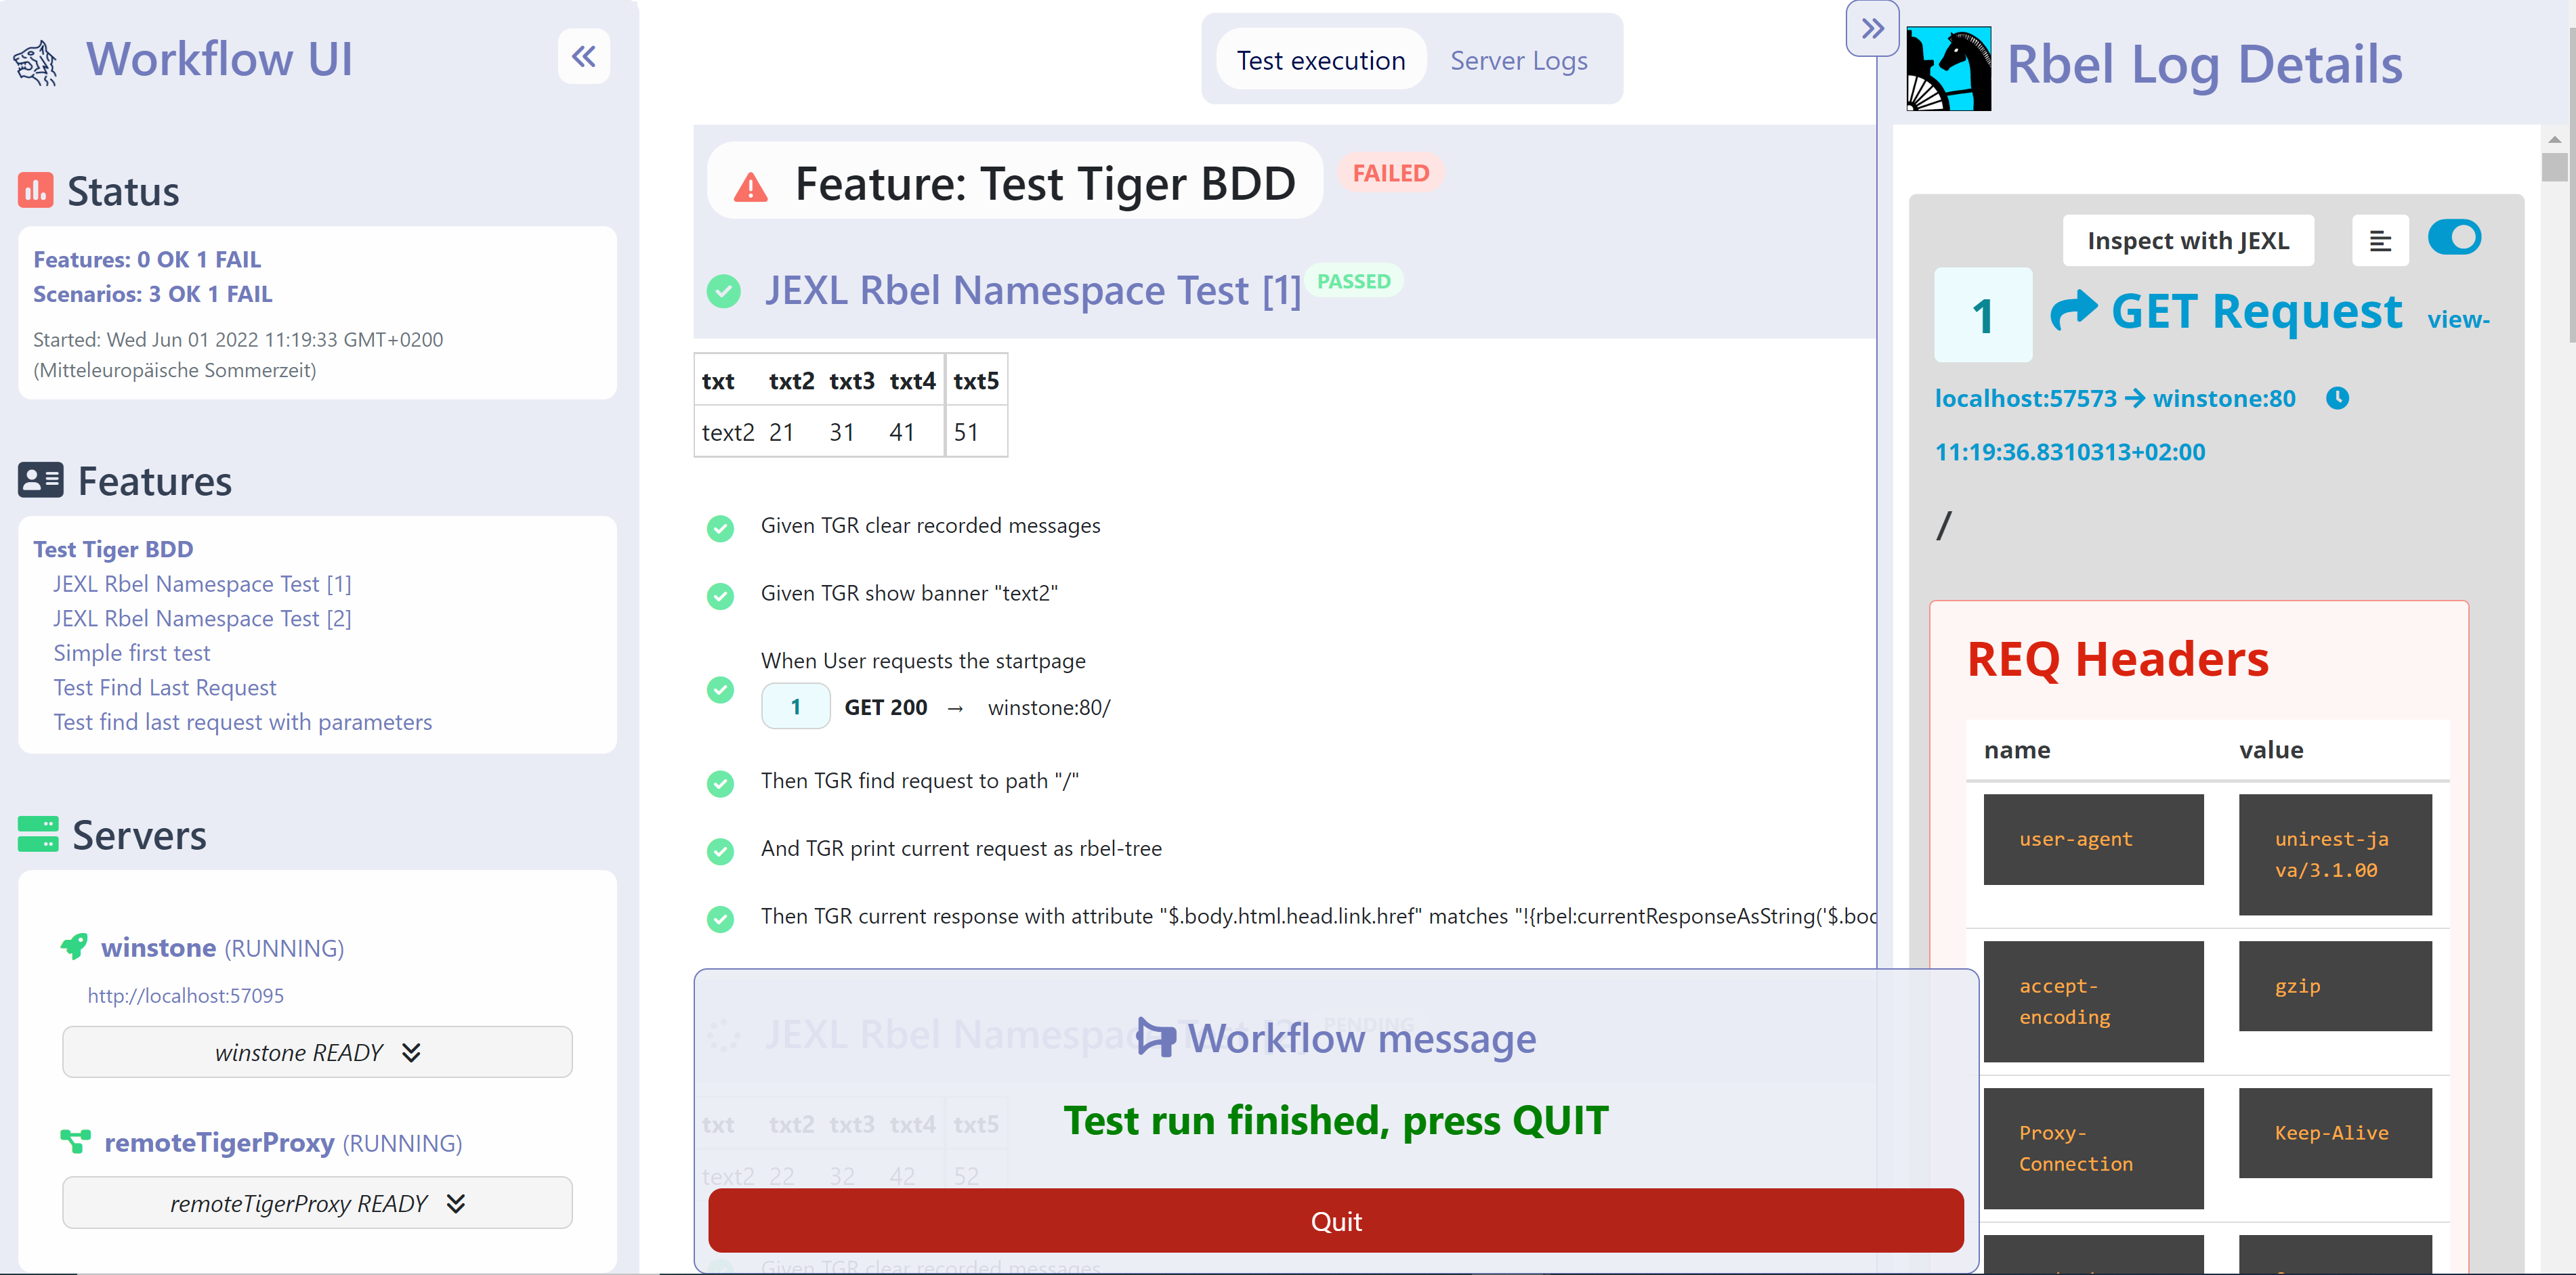 Workflow UI
Status
Features: 0 OK 1 FAIL
Scenarios: 3 OK 1 FAIL
Started: Wed Jun 01 2022 11:19:33 GMT+0200
(Mitteleuropäische Sommerzeit)
Features
Test Tiger BDD
JEXL Rbel Namespace Test [1]
JEXL Rbel Namespace Test [2]
Simple first test
Test Find Last Request
Test find last request with parameters
Servers
winstone (RUNNING)
http://localhost:57095
winstone READY
remoteTigerProxy (RUNNING)
remoteTigerProxy READY
Test execution Server Logs
Feature: Test Tiger BDD FAILED
JEXL Rbel Namespace Test [1] PASSED
txt txt2 txt3 txt4 txt5
text2 21 31 41 51
Given TGR clear recorded messages
Given TGR show banner "text2"
When User requests the startpage
1 GET 200 → winstone:80/
Then TGR find request to path "/"
And TGR print current request as rbel-tree
Then TGR current response with attribute "$.body.html.head.link.href" matches "!{rbel:currentResponseAsString('$.boc
JEXL Rbel Namespace Test [2] PENDING
Workflow message
Test run finished, press QUIT
txt txt2 txt3 txt4 txt5
text2 22 32 42 52
Quit
Given TGR clear recorded messages
Rbel Log Details
Inspect with JEXL
1 GET Request view-
localhost:57573 → winstone:80
11:19:36.8310313+02:00
/
REQ Headers
name value
user-agent
unirest-ja
va/3.1.00
accept-
encoding
gzip
Proxy-
Connection
Keep-Alive